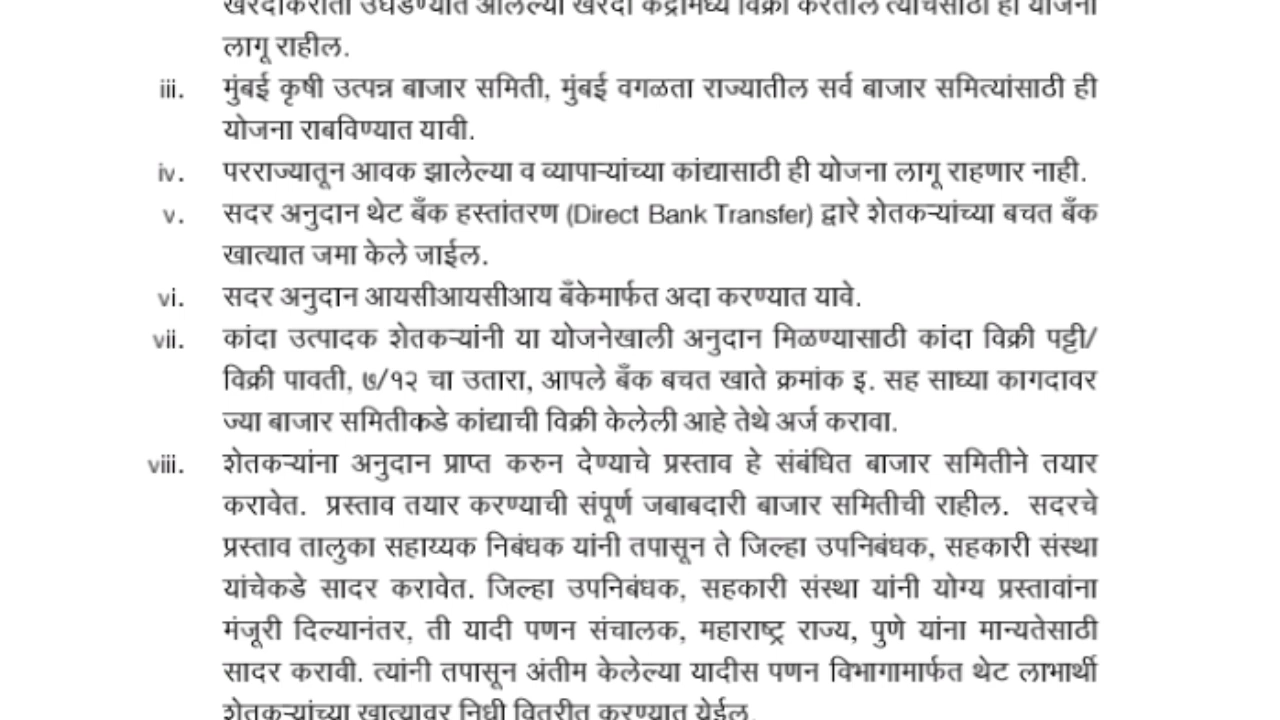 खरेदीकरीता उघडण्यात आलेल्या खरेदी केंद्रामध्ये विक्री करतील त्यांचेसाठी ही योजना
लागू राहील.
iii. मुंबई कृषी उत्पन्न बाजार समिती, मुंबई वगळता राज्यातील सर्व बाजार समित्यांसाठी ही
योजना राबविण्यात यावी.
iv. परराज्यातून आवक झालेल्या व व्यापाऱ्यांच्या कांद्यासाठी ही योजना लागू राहणार नाही.
v. सदर अनुदान थेट बँक हस्तांतरण (Direct Bank Transfer) द्वारे शेतकऱ्यांच्या बचत बँक
खात्यात जमा केले जाईल.
vi. सदर अनुदान आयसीआयसीआय बँकेमार्फत अदा करण्यात यावे.
vii. कांदा उत्पादक शेतकऱ्यांनी या योजनेखाली अनुदान मिळण्यासाठी कांदा विक्री पट्टी/
विक्री पावती, ७/१२ चा उतारा, आपले बँक बचत खाते क्रमांक इ. सह साध्या कागदावर
ज्या बाजार समितीकडे कांद्याची विक्री केलेली आहे तेथे अर्ज करावा.
viii. शेतकऱ्यांना अनुदान प्राप्त करुन देण्याचे प्रस्ताव हे संबंधित बाजार समितीने तयार
करावेत. प्रस्ताव तयार करण्याची संपूर्ण जबाबदारी बाजार समितीची राहील. सदरचे
प्रस्ताव तालुका सहाय्यक निबंधक यांनी तपासून ते जिल्हा उपनिबंधक, सहकारी संस्था
यांचेकडे सादर करावेत. जिल्हा उपनिबंधक, सहकारी संस्था यांनी योग्य प्रस्तावांना
मंजूरी दिल्यानंतर, ती यादी पणन संचालक, महाराष्ट्र राज्य, पुणे यांना मान्यतेसाठी
सादर करावी. त्यांनी तपासून अंतीम केलेल्या यादीस पणन विभागामार्फत थेट लाभार्थी
शेतकऱ्यांच्या खात्यावर निधी वितरीत करण्यात येईल.